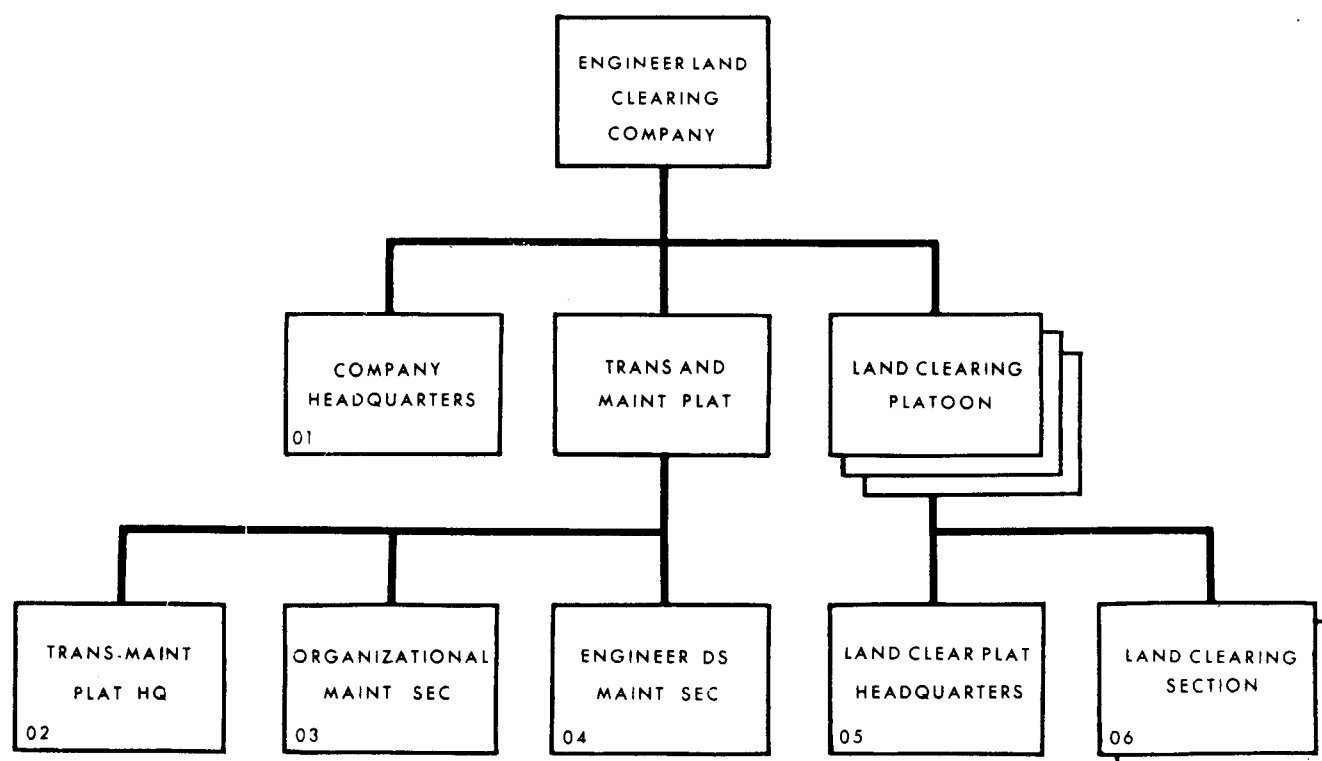 ENGINEER LAND
CLEARING
COMPANY
COMPANY
HEADQUARTERS
01
TRANS AND
MAINT PLAT
LAND CLEARING
PLATOON
TRANS-MAINT
PLAT HQ
02
ORGANIZATIONAL
MAINT SEC
03
ENGINEER DS
MAINT SEC
04
LAND CLEAR PLAT
HEADQUARTERS
05
LAND CLEARING
SECTION
06